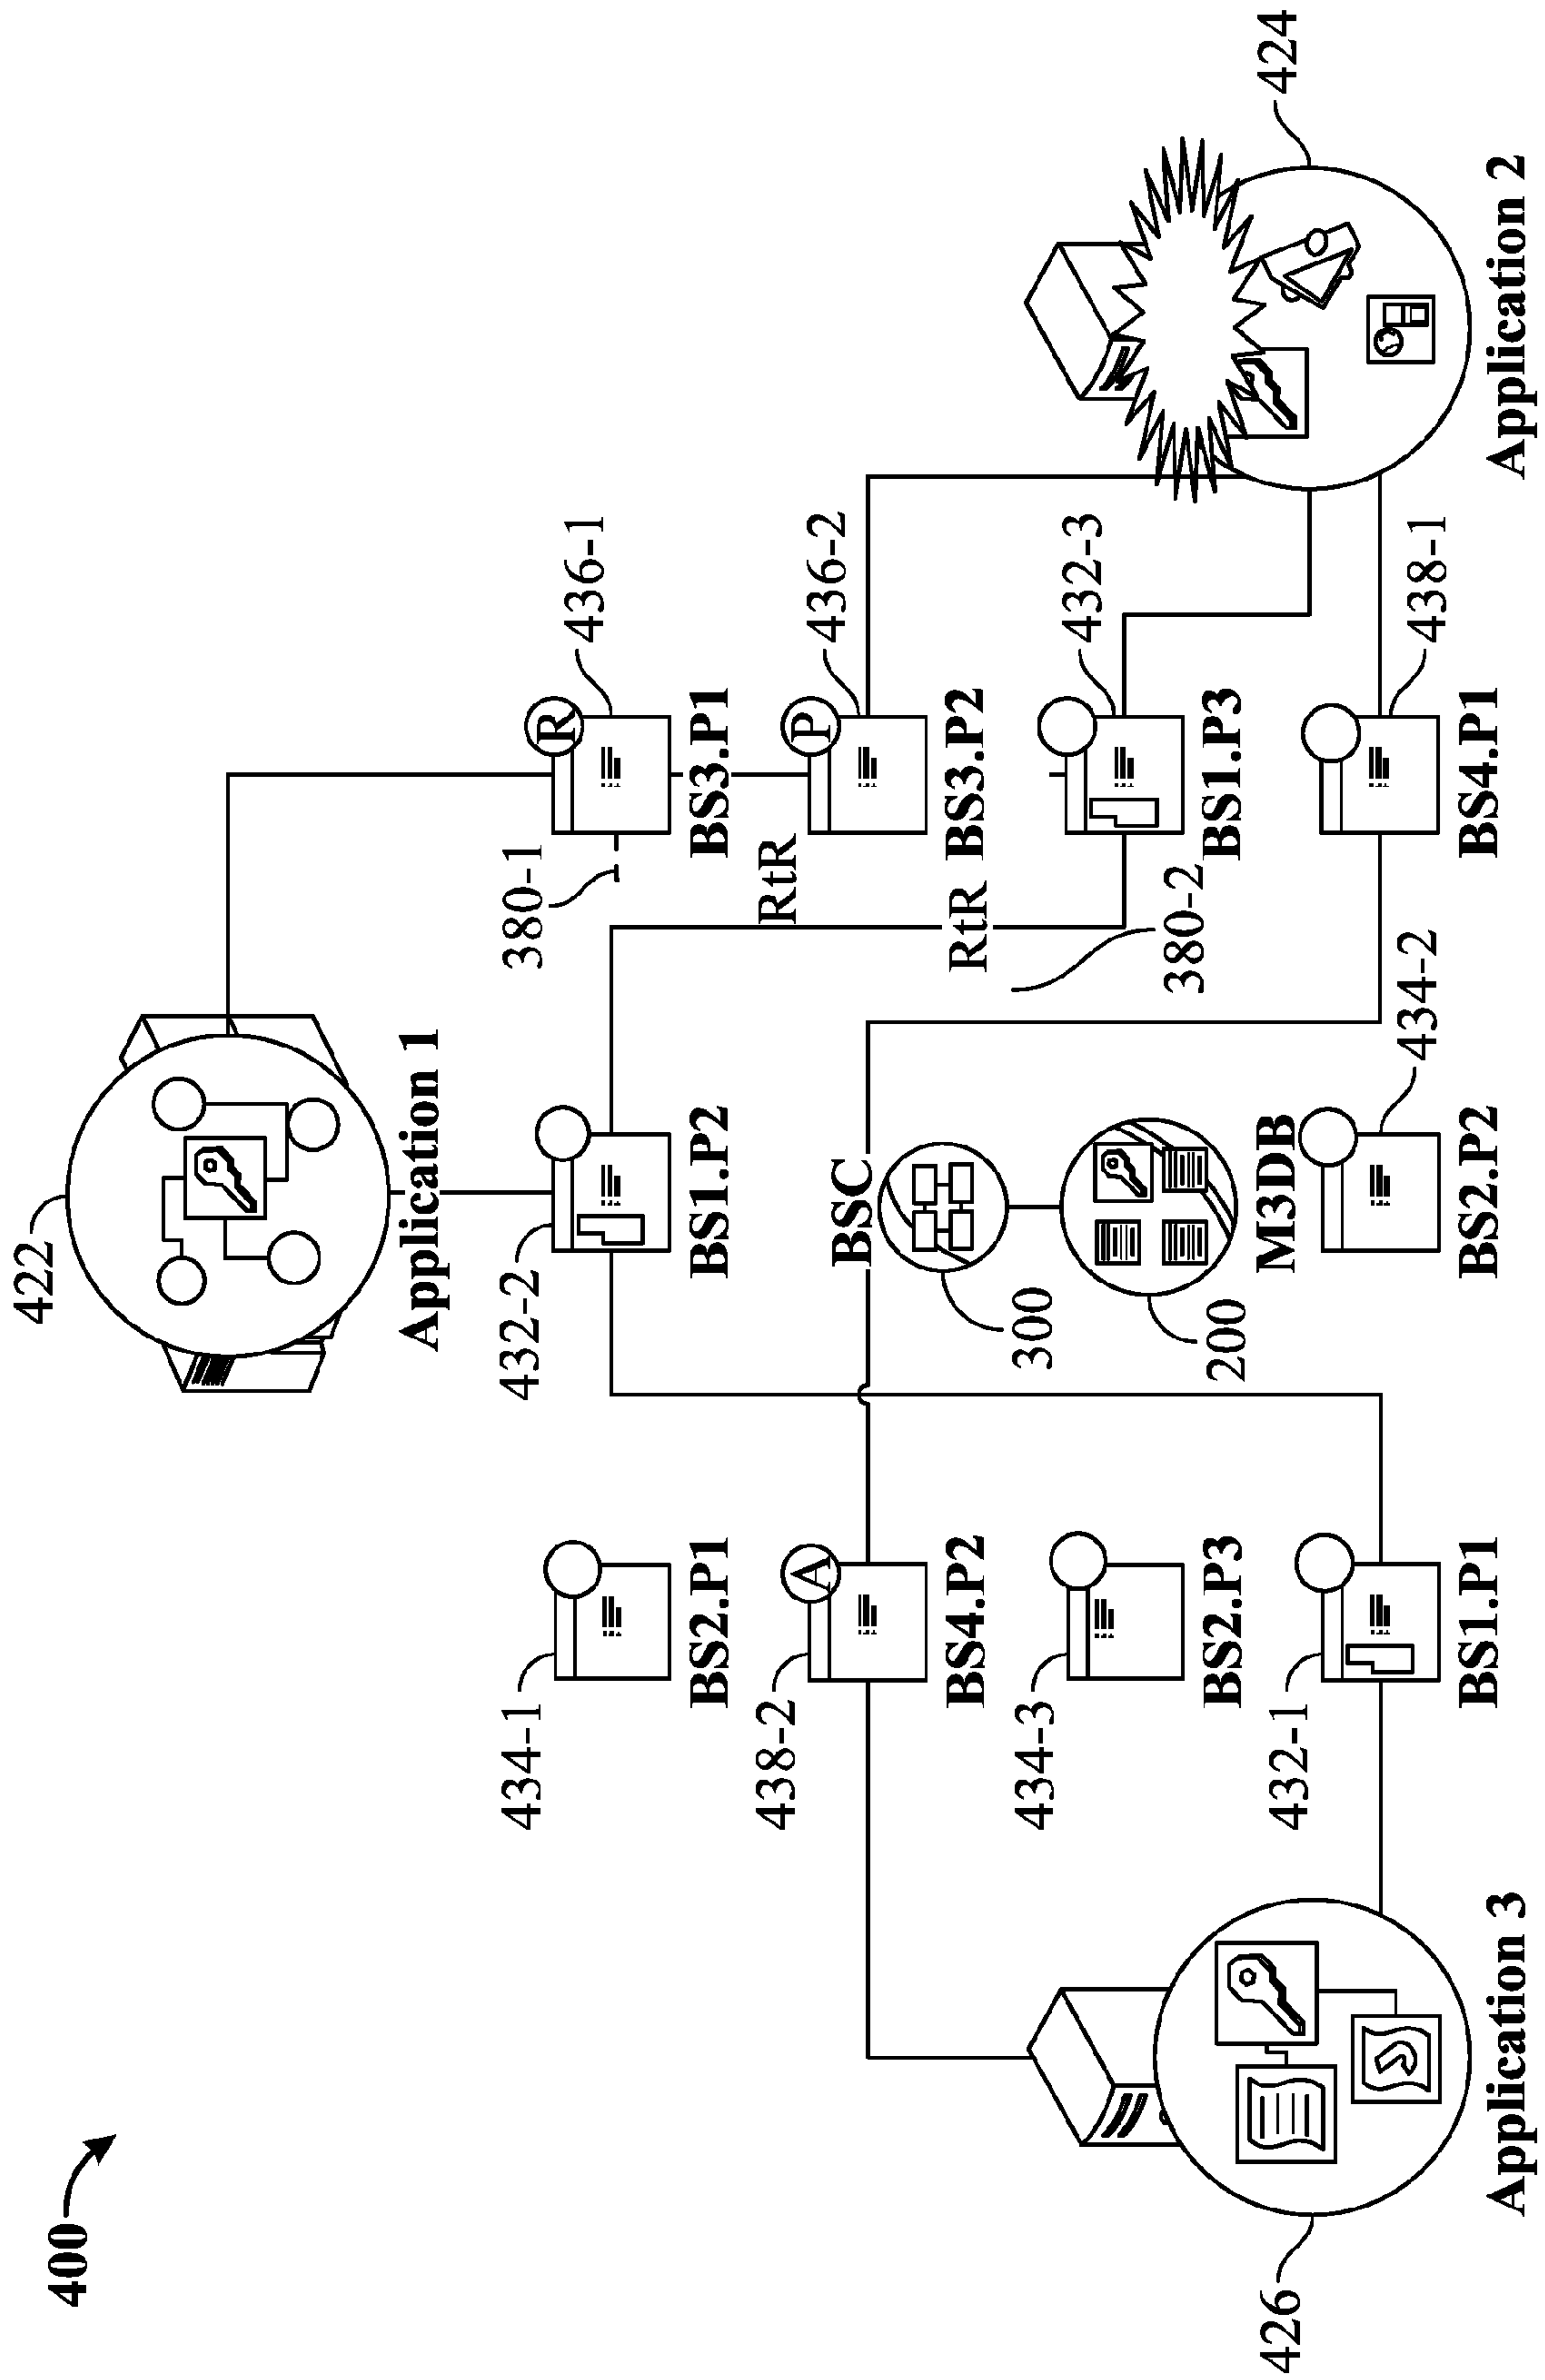 400
422
Application 1
434-1
BS2.P1
432-2
BS1.P2
380-1
R
436-1
BS3.P1
438-2
A
BS4.P2
BSC
RtR
P
436-2
BS3.P2
434-3
BS2.P3
300
RtR
380-2
432-3
BS1.P3
432-1
BS1.P1
200
M3DB
434-2
BS2.P2
438-1
BS4.P1
426
Application 3
424
Application 2